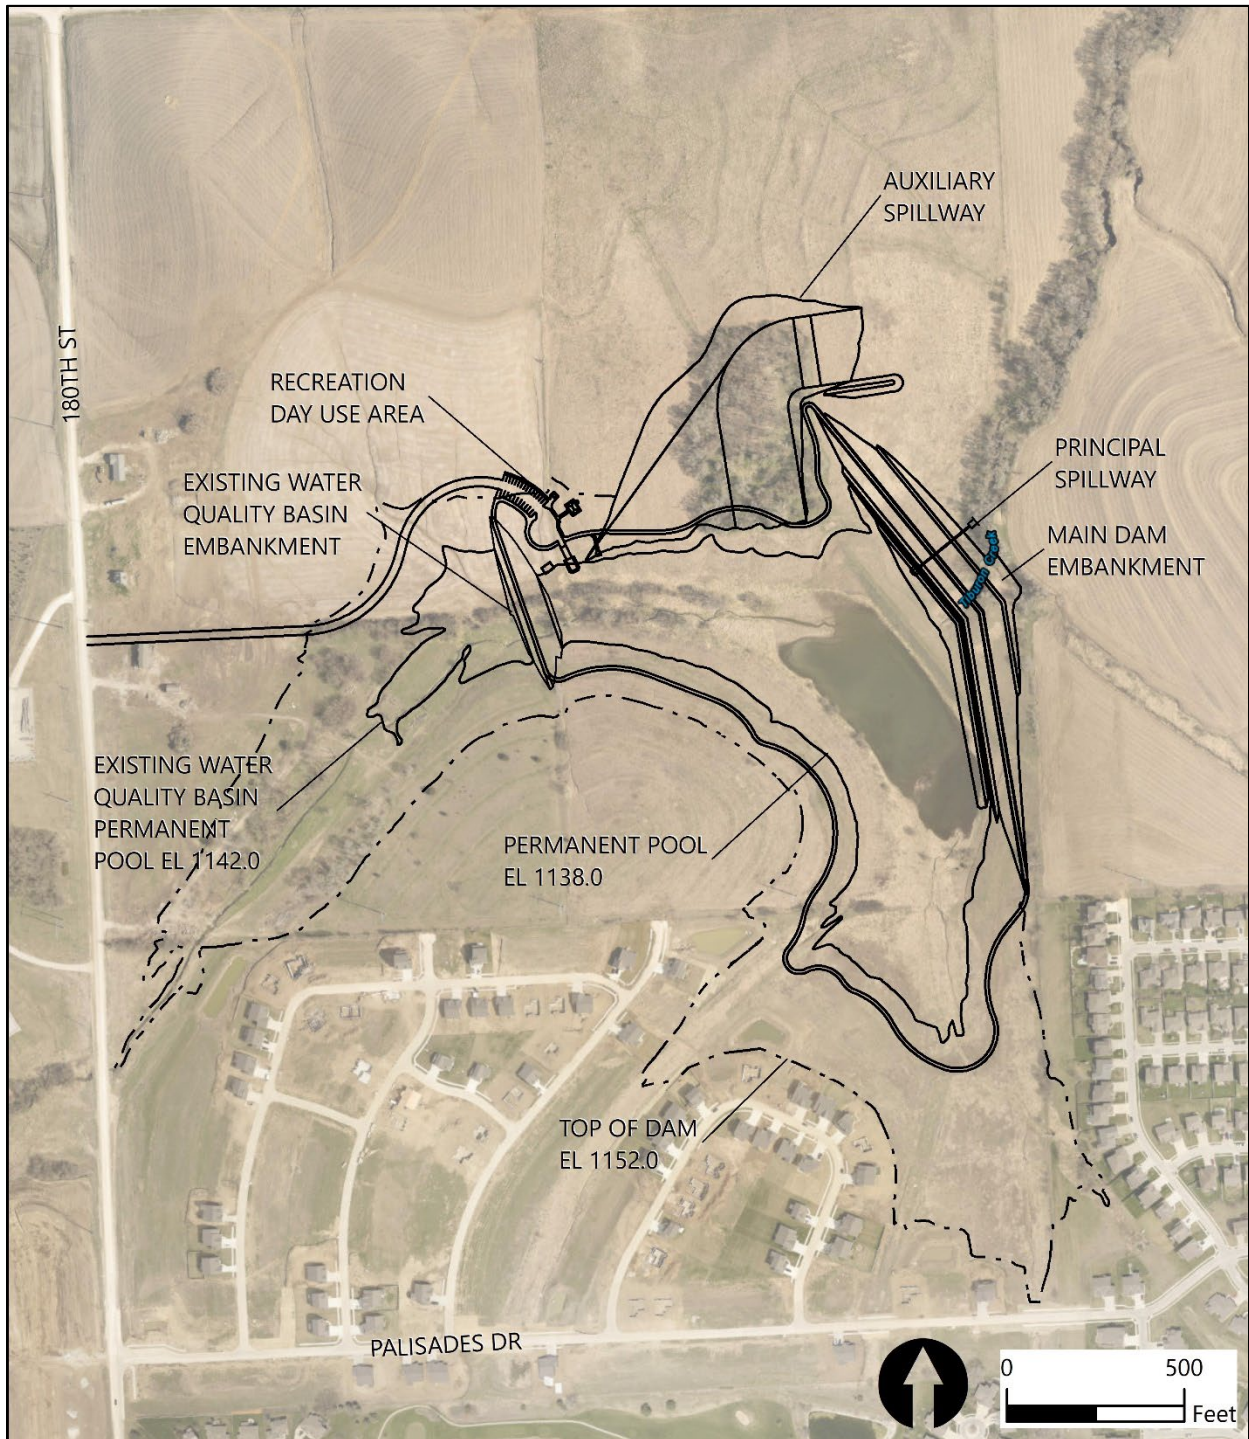 AUXILIARY
SPILLWAY
180TH ST
RECREATION
DAY USE AREA
PRINCIPAL
SPILLWAY
EXISTING WATER
QUALITY BASIN
EMBANKMENT
MAIN DAM
EMBANKMENT
Tiburon Creek
EXISTING WATER
QUALITY BASIN
PERMANENT
POOL EL 1142.0
PERMANENT POOL
EL 1138.0
TOP OF DAM
EL 1152.0
PALISADES DR
0 500
Feet